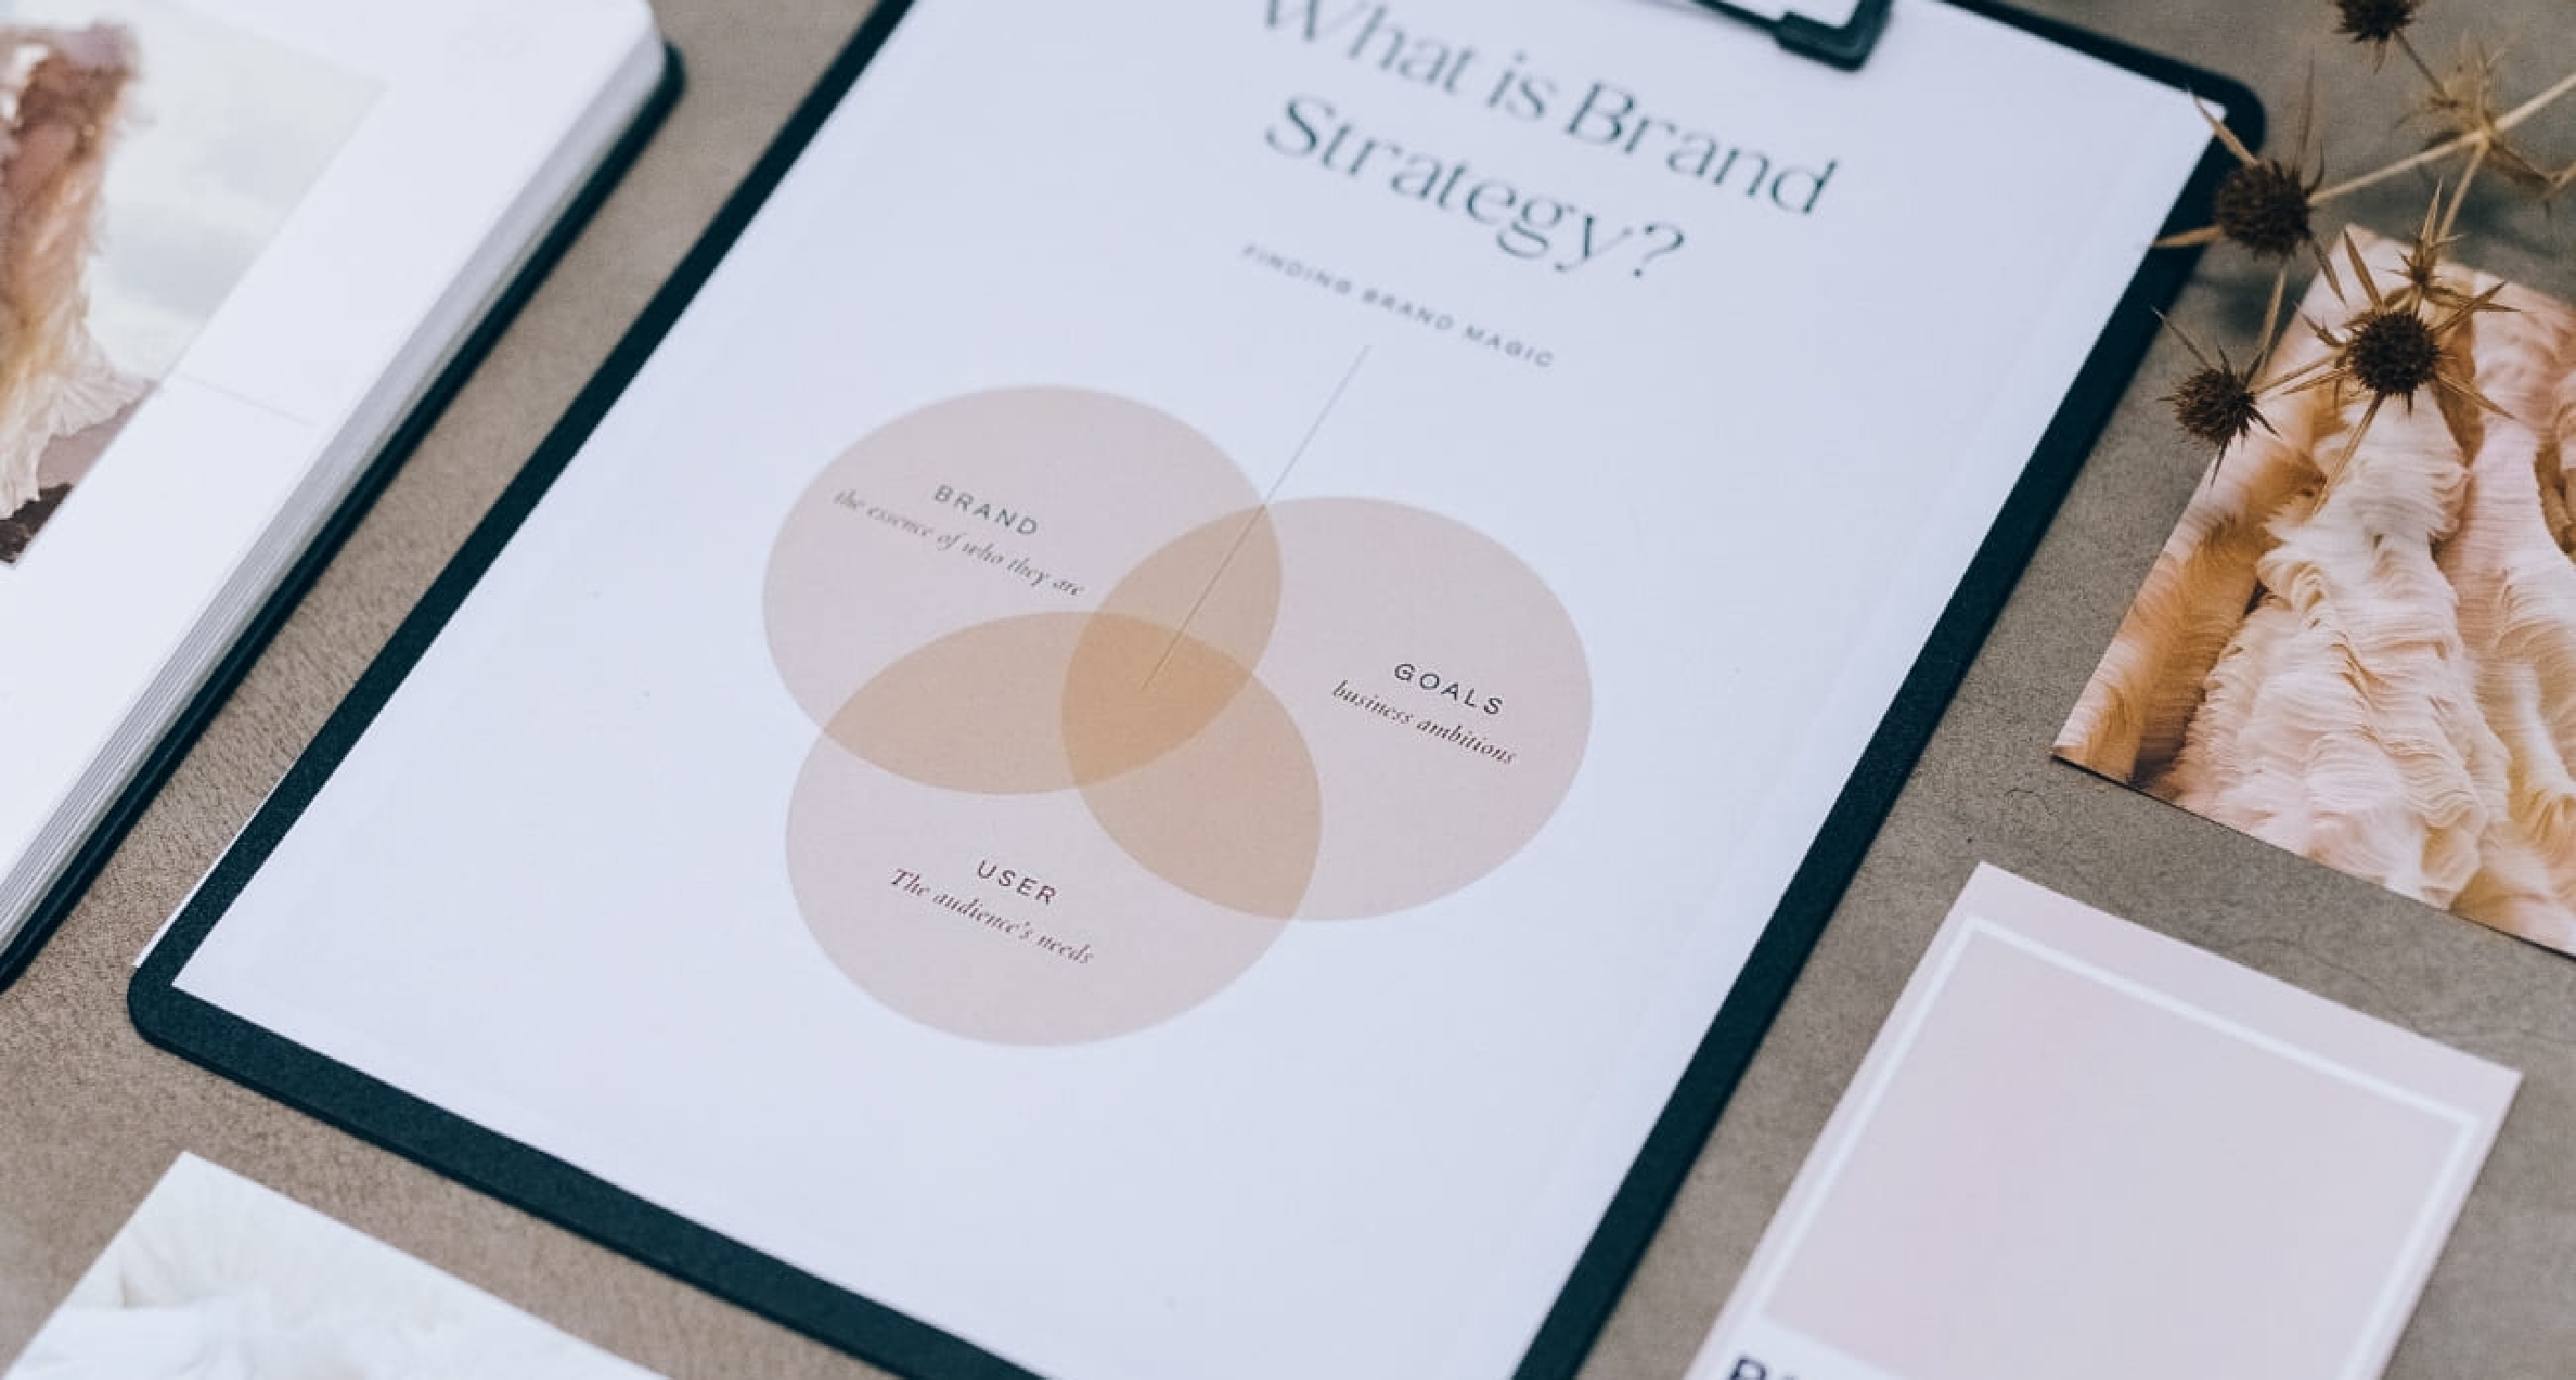 What is Brand
Strategy?
FINDING BRAND MAGIC
BRAND
the essence of who they are
GOALS
business ambitions
USER
The audience's needs